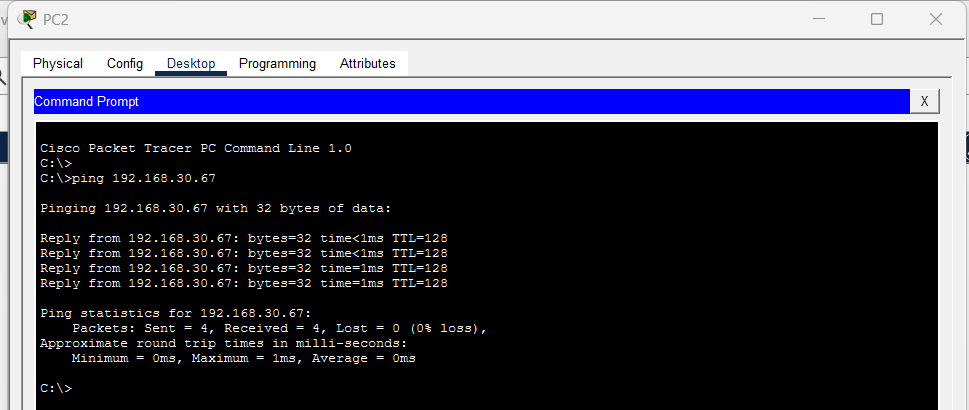 PC2
Physical Config Desktop Programming Attributes
Command Prompt X
Cisco Packet Tracer PC Command Line 1.0
C:\>
C:\>ping 192.168.30.67
Pinging 192.168.30.67 with 32 bytes of data:
Reply from 192.168.30.67: bytes=32 time<1ms TTL=128
Reply from 192.168.30.67: bytes=32 time<1ms TTL=128
Reply from 192.168.30.67: bytes=32 time=1ms TTL=128
Reply from 192.168.30.67: bytes=32 time=1ms TTL=128
Ping statistics for 192.168.30.67:
Packets: Sent = 4, Received = 4, Lost = 0 (0% loss),
Approximate round trip times in milli-seconds:
Minimum = 0ms, Maximum = 1ms, Average = 0ms
C:\>